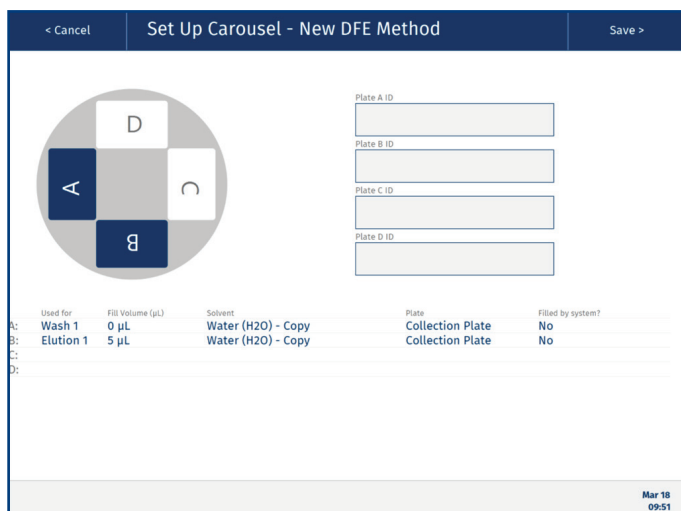 < Cancel
Set Up Carousel - New DFE Method
Save >
D
A
C
B
Plate A ID
Plate B ID
Plate C ID
Plate D ID
Used for Fill Volume (µL) Solvent Plate Filled by system?
A: Wash 1 0 µL Water (H2O) - Copy Collection Plate No
B: Elution 1 5 µL Water (H2O) - Copy Collection Plate No
C:
D:
Mar 18
09:51